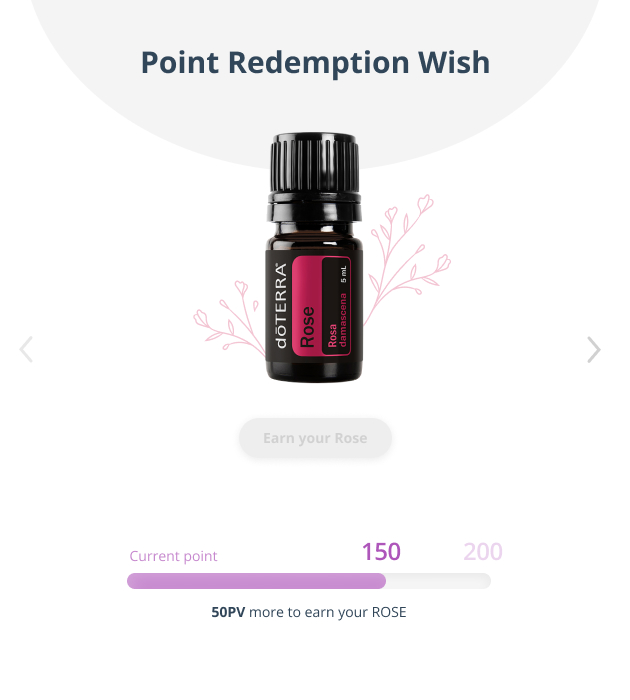 Point Redemption Wish
dōTERRA®
Rose
Rosa
damascena
5 mL
Earn your Rose
Current point
150
200
50PV more to earn your ROSE